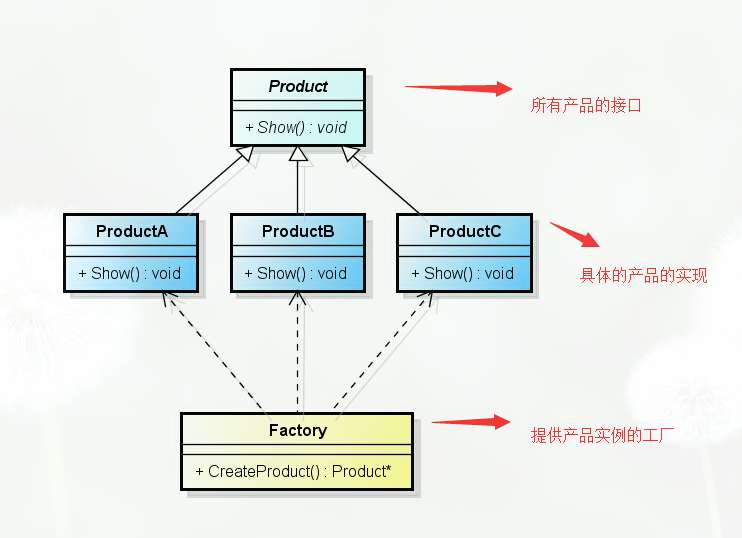 Product
+ Show() : void
所有产品的接口
ProductA
+ Show() : void
ProductB
+ Show() : void
ProductC
+ Show() : void
具体的产品的实现
Factory
+ CreateProduct() : Product*
提供产品实例的工厂